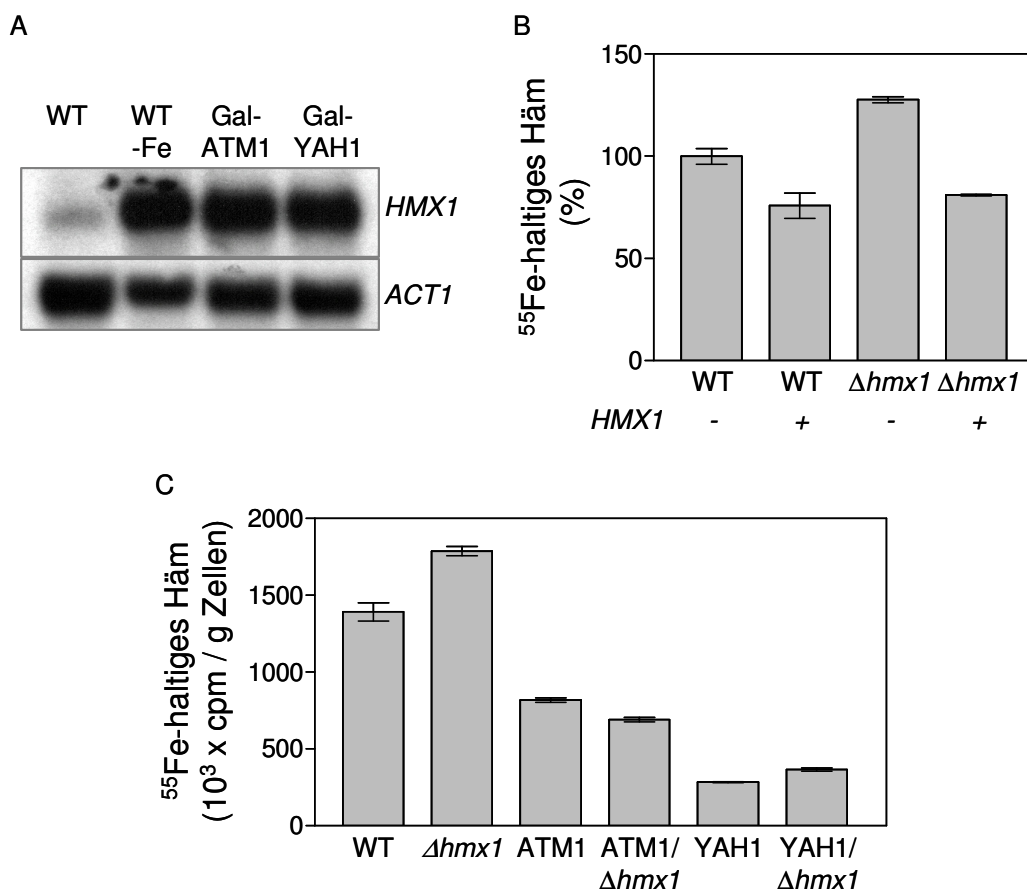 A
WT
WT
-Fe
Gal-
ATM1
Gal-
YAH1
HMX1
ACT1
B
55Fe-haltiges Häm
(%)
150
100
50
0
WT
WT
Δhmx1
Δhmx1
HMX1
-
+
-
+
C
55Fe-haltiges Häm
(10³ x cpm / g Zellen)
2000
1500
1000
500
0
WT
Δhmx1
ATM1
ATM1/
Δhmx1
YAH1
YAH1/
Δhmx1